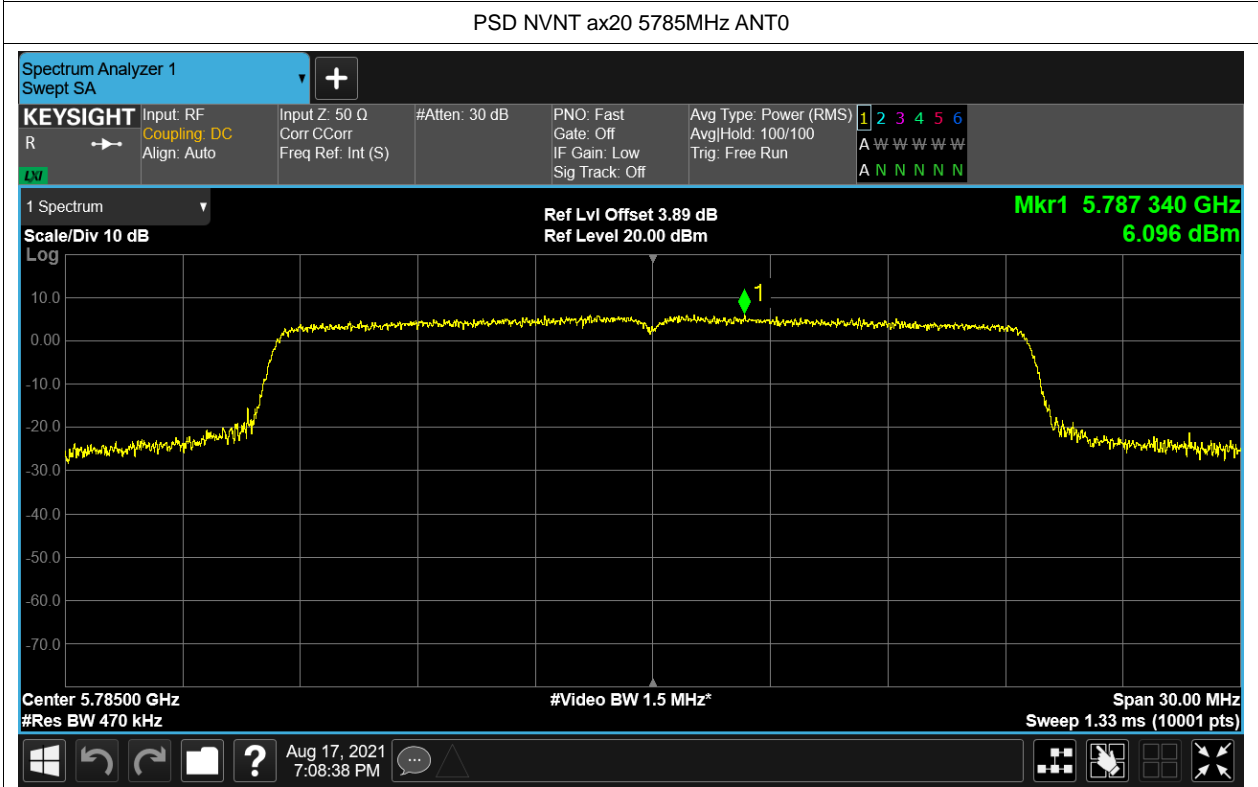 PSD NVNT ax20 5785MHz ANT0
Spectrum Analyzer 1
Swept SA
KEYSIGHT
R
LXI
Input: RF
Coupling: DC
Align: Auto
Input Z: 50 Ω
Corr CCorr
Freq Ref: Int (S)
#Atten: 30 dB
PNO: Fast
Gate: Off
IF Gain: Low
Sig Track: Off
Avg Type: Power (RMS)
Avg|Hold: 100/100
Trig: Free Run
1 2 3 4 5 6
A W W W W W
A N N N N N
1 Spectrum
Scale/Div 10 dB
Ref Lvl Offset 3.89 dB
Ref Level 20.00 dBm
Mkr1 5.787 340 GHz
6.096 dBm
Log
10.0
0.00
-10.0
-20.0
-30.0
-40.0
-50.0
-60.0
-70.0
1
Center 5.78500 GHz
#Res BW 470 kHz
#Video BW 1.5 MHz*
Span 30.00 MHz
Sweep 1.33 ms (10001 pts)
?
Aug 17, 2021
7:08:38 PM